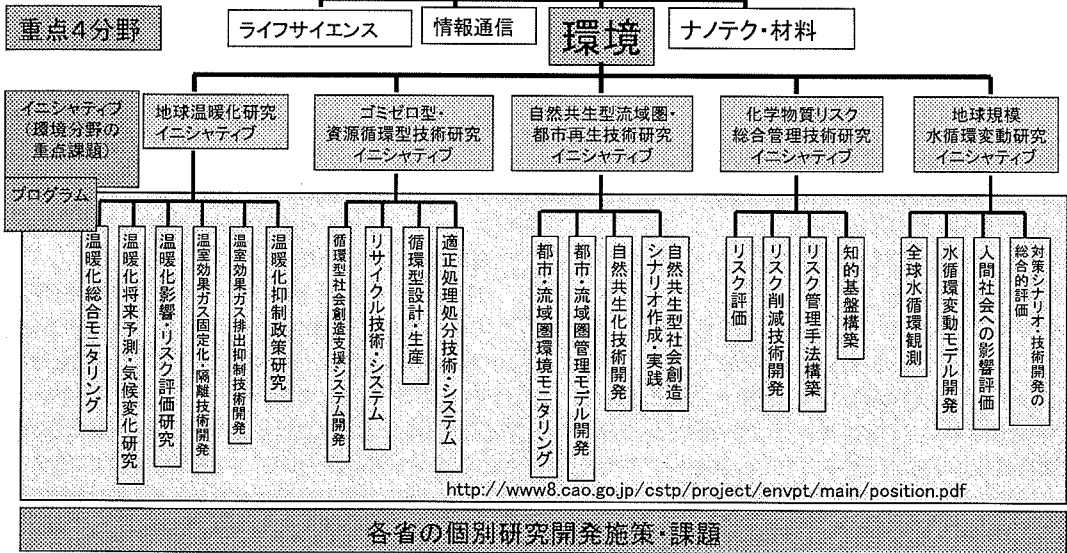 重点4分野
ライフサイエンス
情報通信
環境
ナノテク・材料
イニシャティブ
(環境分野の
重点課題)
地球温暖化研究
イニシャティブ
ゴミゼロ型・
資源循環型技術研究
イニシャティブ
自然共生型流域圏・
都市再生技術研究
イニシャティブ
化学物質リスク
総合管理技術研究
イニシャティブ
地球規模
水循環変動研究
イニシャティブ
プログラム
温暖化総合モニタリング
温暖化将来予測・気候変化研究
温暖化影響・リスク評価研究
温室効果ガス固定化・隔離技術開発
温室効果ガス排出抑制技術開発
温暖化抑制政策研究
循環型社会創造支援システム開発
リサイクル技術・システム
循環型設計・生産
適正処理処分技術・システム
都市・流域圏環境モニタリング
都市・流域圏管理モデル開発
自然共生化技術開発
自然共生型社会創造
シナリオ作成・実践
リスク評価
リスク削減技術開発
リスク管理手法構築
知的基盤構築
全球水循環観測
水循環変動モデル開発
人間社会への影響評価
対策シナリオ・技術開発の
総合的評価
http://www8.cao.go.jp/cstp/project/envpt/main/position.pdf
各省の個別研究開発施策・課題